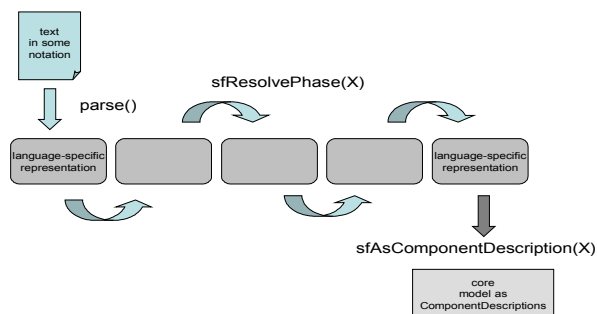 text
in some
notation
sfResolvePhase(X)
parse()
language-specific
representation
language-specific
representation
sfAsComponentDescription(X)
core
model as
ComponentDescriptions